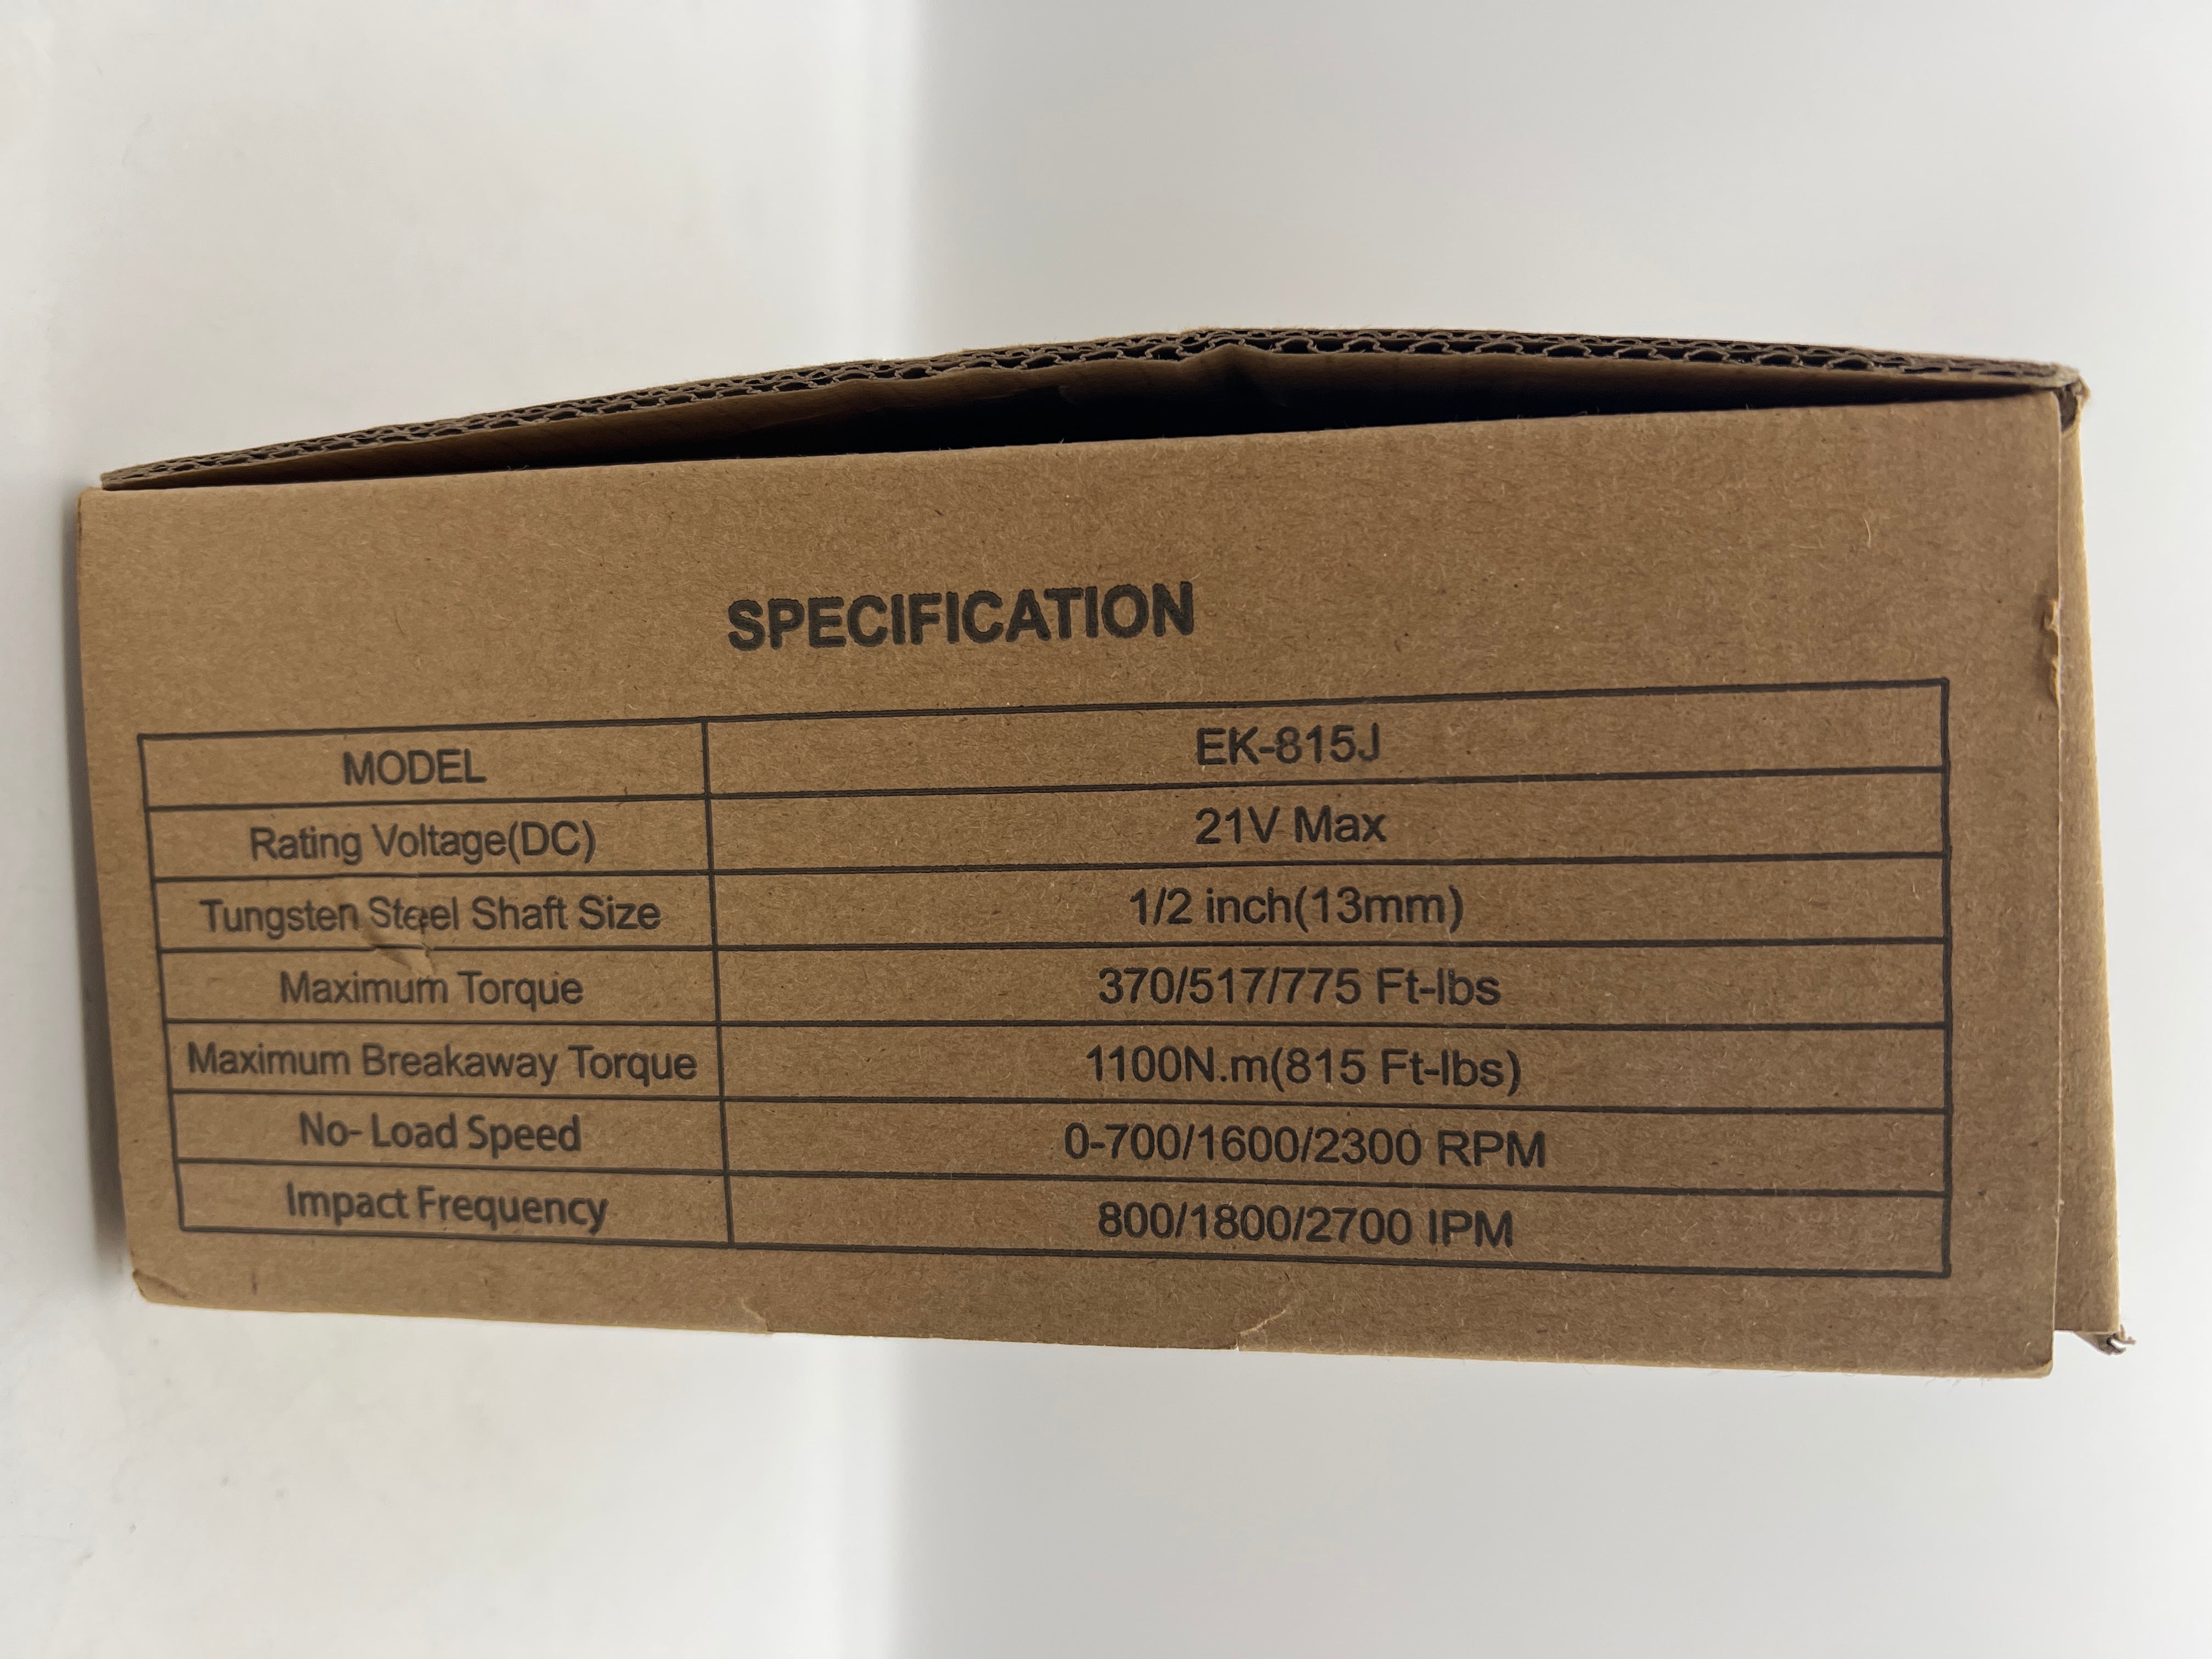 SPECIFICATION
MODEL EK-815J
Rating Voltage(DC) 21V Max
Tungsten Steel Shaft Size 1/2 inch(13mm)
Maximum Torque 370/517/775 Ft-lbs
Maximum Breakaway Torque 1100N.m(815 Ft-lbs)
No- Load Speed 0-700/1600/2300 RPM
Impact Frequency 800/1800/2700 IPM